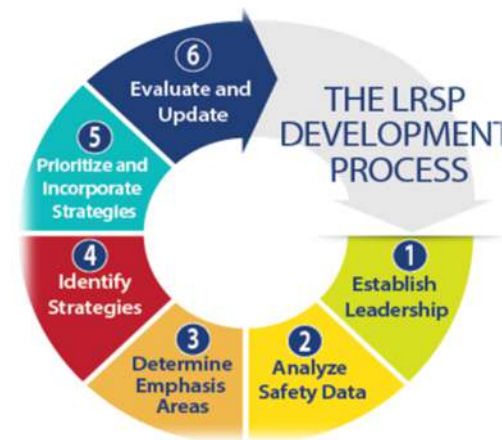 THE LRSP
DEVELOPMENT
PROCESS
1
Establish
Leadership
2
Analyze
Safety Data
3
Determine
Emphasis
Areas
4
Identify
Strategies
5
Prioritize and
Incorporate
Strategies
6
Evaluate and
Update